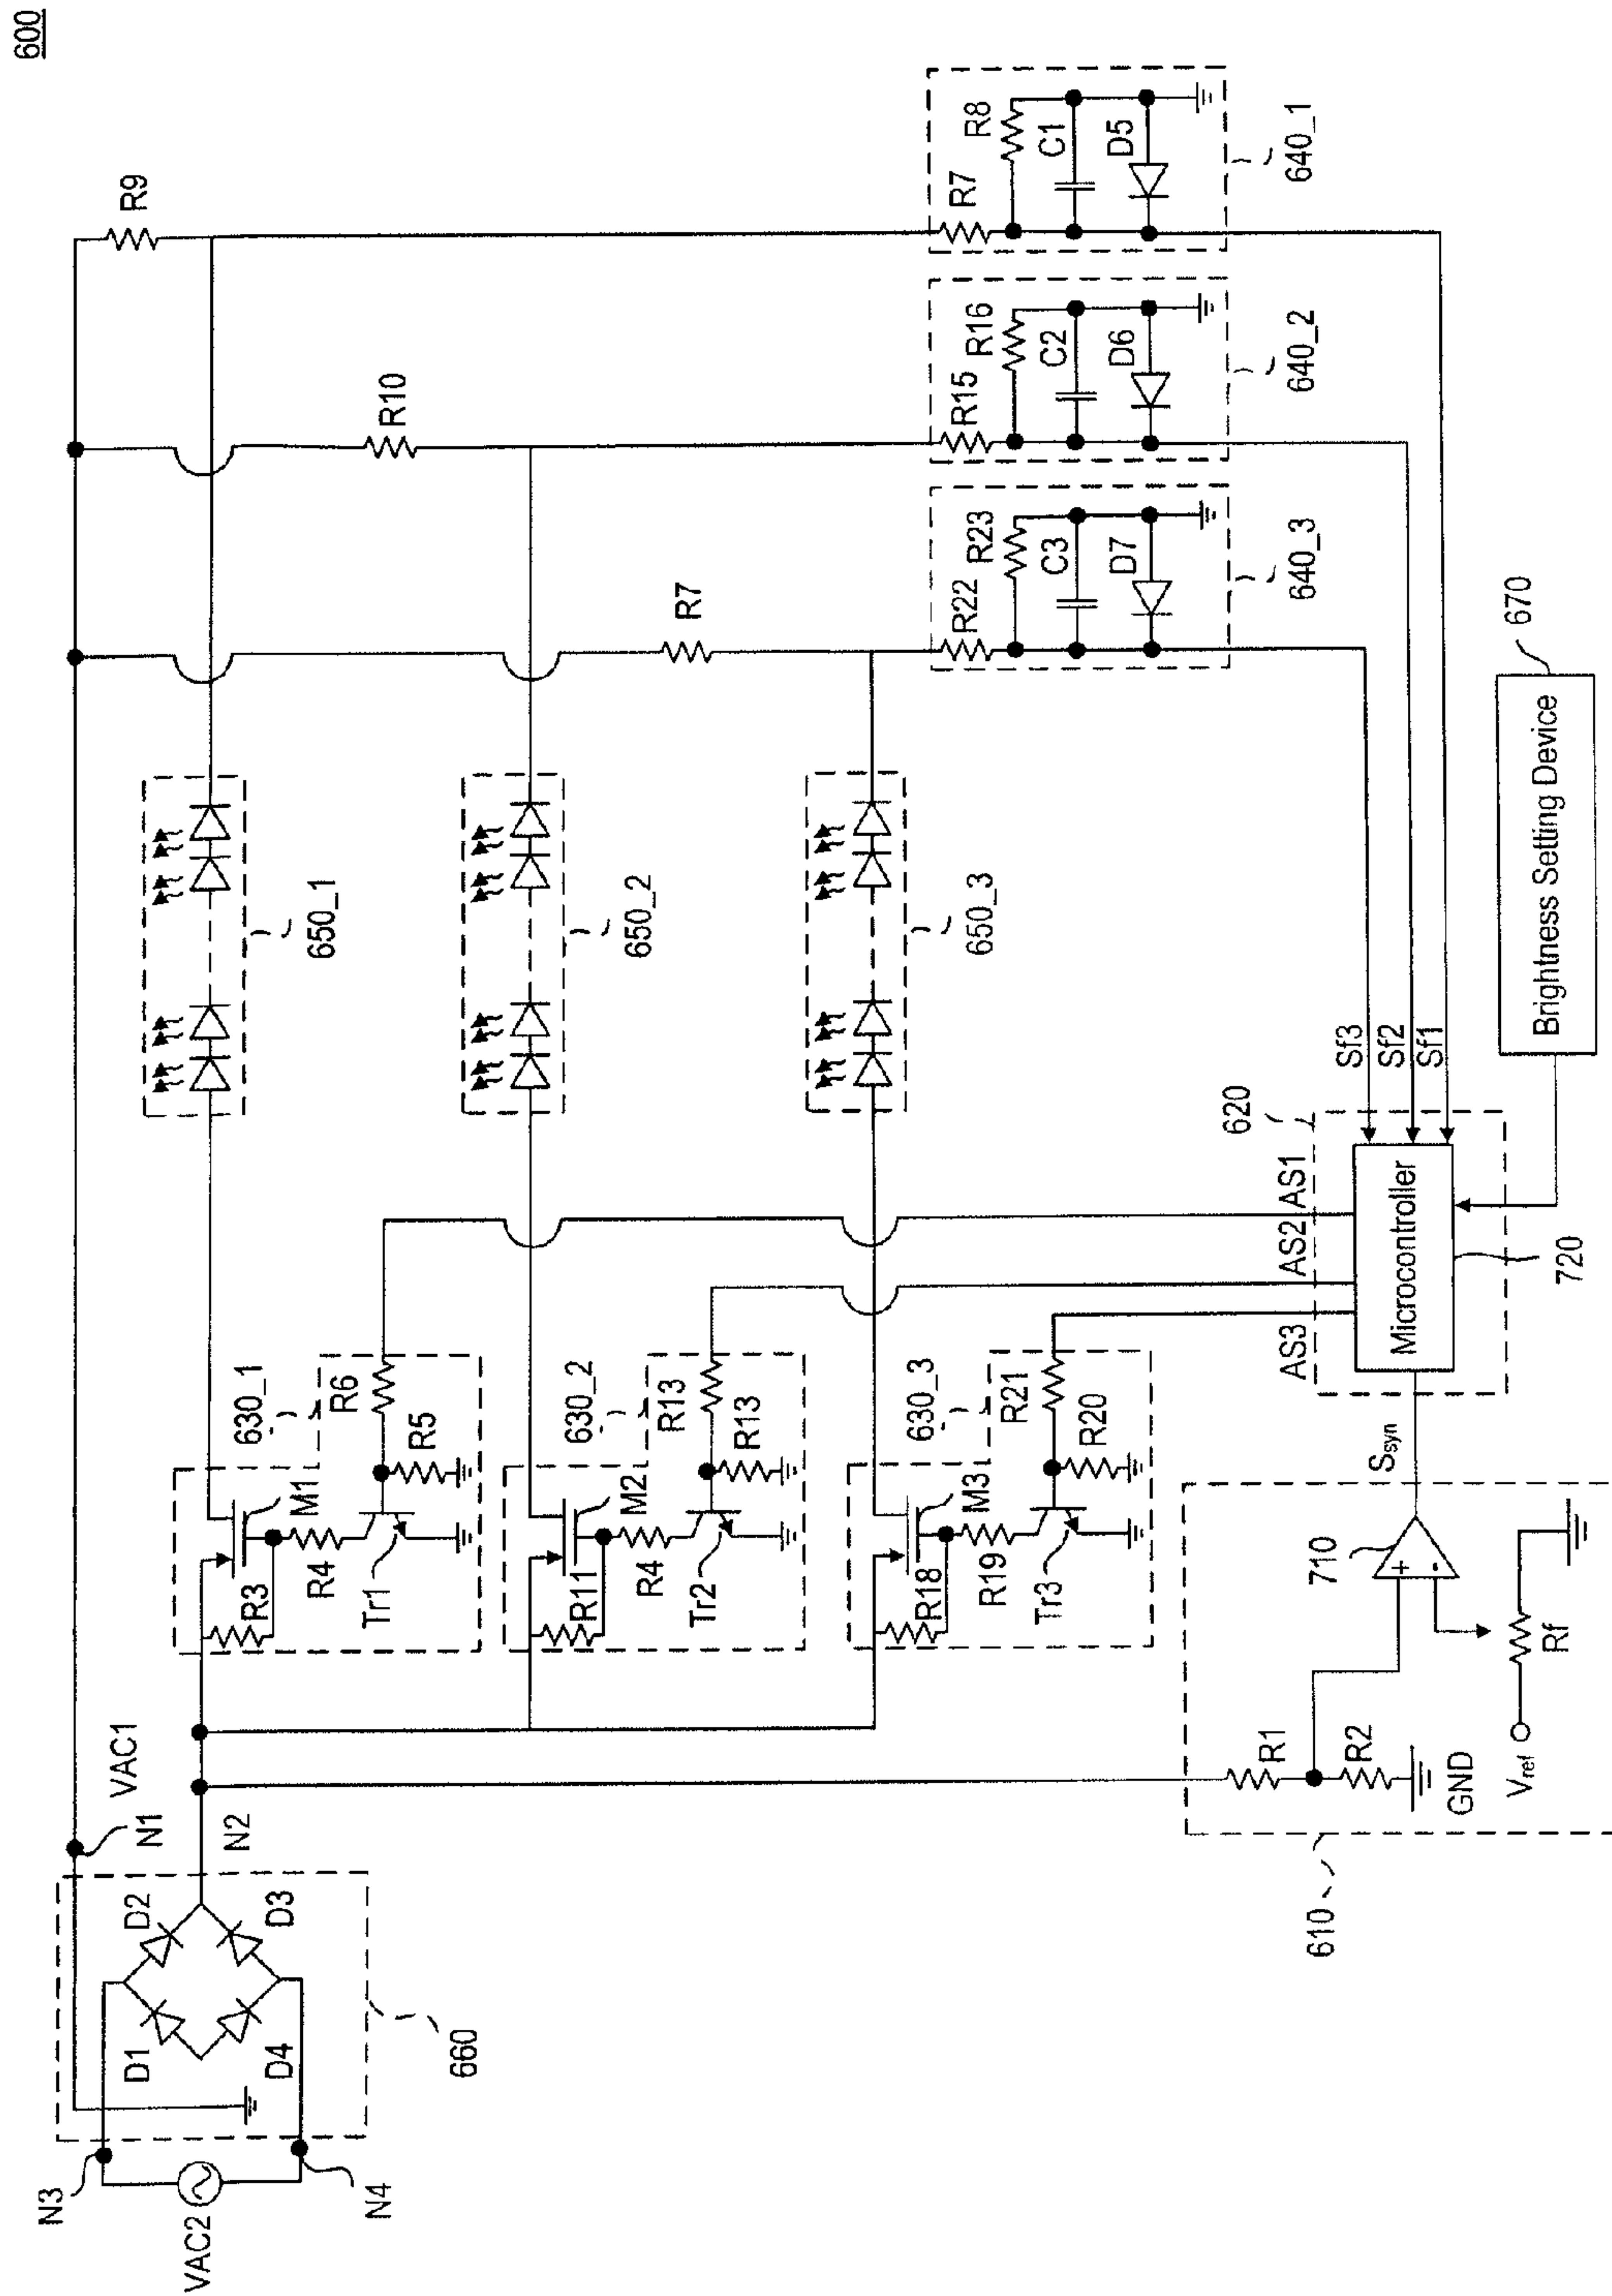 600
R9
R10
R7
R8
C1
D5
R7
640_1
R16
C2
D6
R15
640_2
R23
C3
D7
R22
640_3
670
Brightness Setting Device
650_1
650_2
650_3
Sf3
Sf2
Sf1
620
AS1
AS2
AS3
Microcontroller
720
630_1
R6
R5
M1
R3
R4
Tr1
630_2
R13
R13
M2
R11
R4
Tr2
630_3
R21
R20
M3
R18
R19
Tr3
Ssyn
710
+
-
Rf
Vref
R1
R2
GND
610
VAC1
N1
N2
D2
D3
D1
D4
660
N3
N4
VAC2